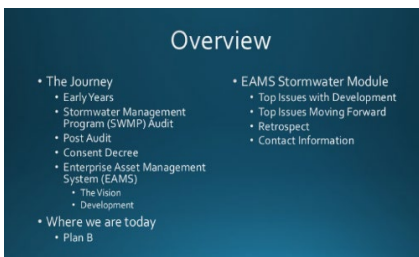 Overview
• The Journey
• Early Years
• Stormwater Management
Program (SWMP) Audit
• Post Audit
• Consent Decree
• Enterprise Asset Management
System (EAMS)
• The Vision
• Development
• Where we are today
• Plan B
• EAMS Stormwater Module
• Top Issues with Development
• Top Issues Moving Forward
• Retrospect
• Contact Information